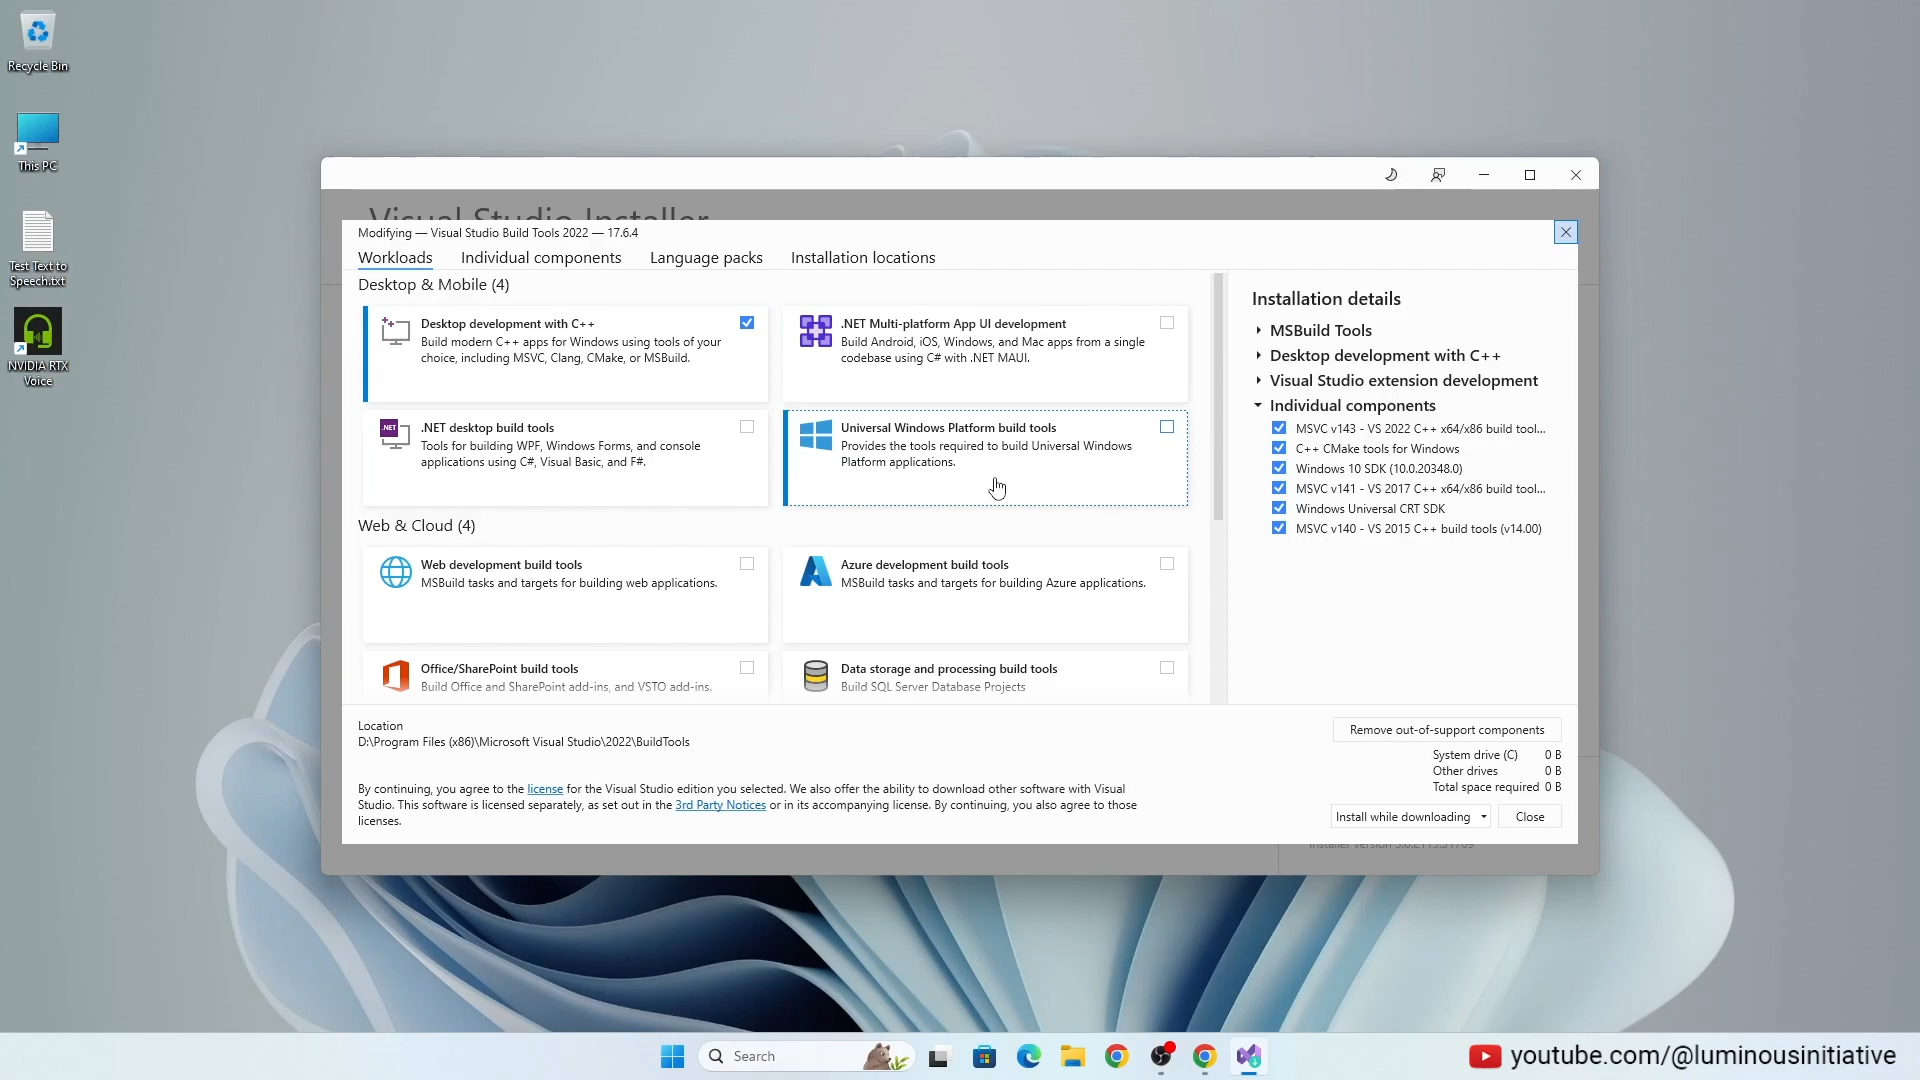 Recycle Bin
This PC
Test Text to
Speech.txt
NVIDIA RTX
Voice
Visual Studio Installer
Modifying — Visual Studio Build Tools 2022 — 17.6.4
Workloads
Individual components
Language packs
Installation locations
Desktop & Mobile (4)
Desktop development with C++
Build modern C++ apps for Windows using tools of your
choice, including MSVC, Clang, CMake, or MSBuild.
.NET Multi-platform App UI development
Build Android, iOS, Windows, and Mac apps from a single
codebase using C# with .NET MAUI.
.NET
.NET desktop build tools
Tools for building WPF, Windows Forms, and console
applications using C#, Visual Basic, and F#.
Universal Windows Platform build tools
Provides the tools required to build Universal Windows
Platform applications.
Web & Cloud (4)
Web development build tools
MSBuild tasks and targets for building web applications.
Azure development build tools
MSBuild tasks and targets for building Azure applications.
Office/SharePoint build tools
Build Office and SharePoint add-ins, and VSTO add-ins.
Data storage and processing build tools
Build SQL Server Database Projects
Installation details
MSBuild Tools
Desktop development with C++
Visual Studio extension development
Individual components
MSVC v143 - VS 2022 C++ x64/x86 build tool...
C++ CMake tools for Windows
Windows 10 SDK (10.0.20348.0)
MSVC v141 - VS 2017 C++ x64/x86 build tool...
Windows Universal CRT SDK
MSVC v140 - VS 2015 C++ build tools (v14.00)
Location
D:\Program Files (x86)\Microsoft Visual Studio\2022\BuildTools
By continuing, you agree to the license for the Visual Studio edition you selected. We also offer the ability to download other software with Visual
Studio. This software is licensed separately, as set out in the 3rd Party Notices or in its accompanying license. By continuing, you also agree to those
licenses.
Remove out-of-support components
System drive (C) 0 B
Other drives 0 B
Total space required 0 B
Install while downloading
Close
Search
youtube.com/@luminousinitiative